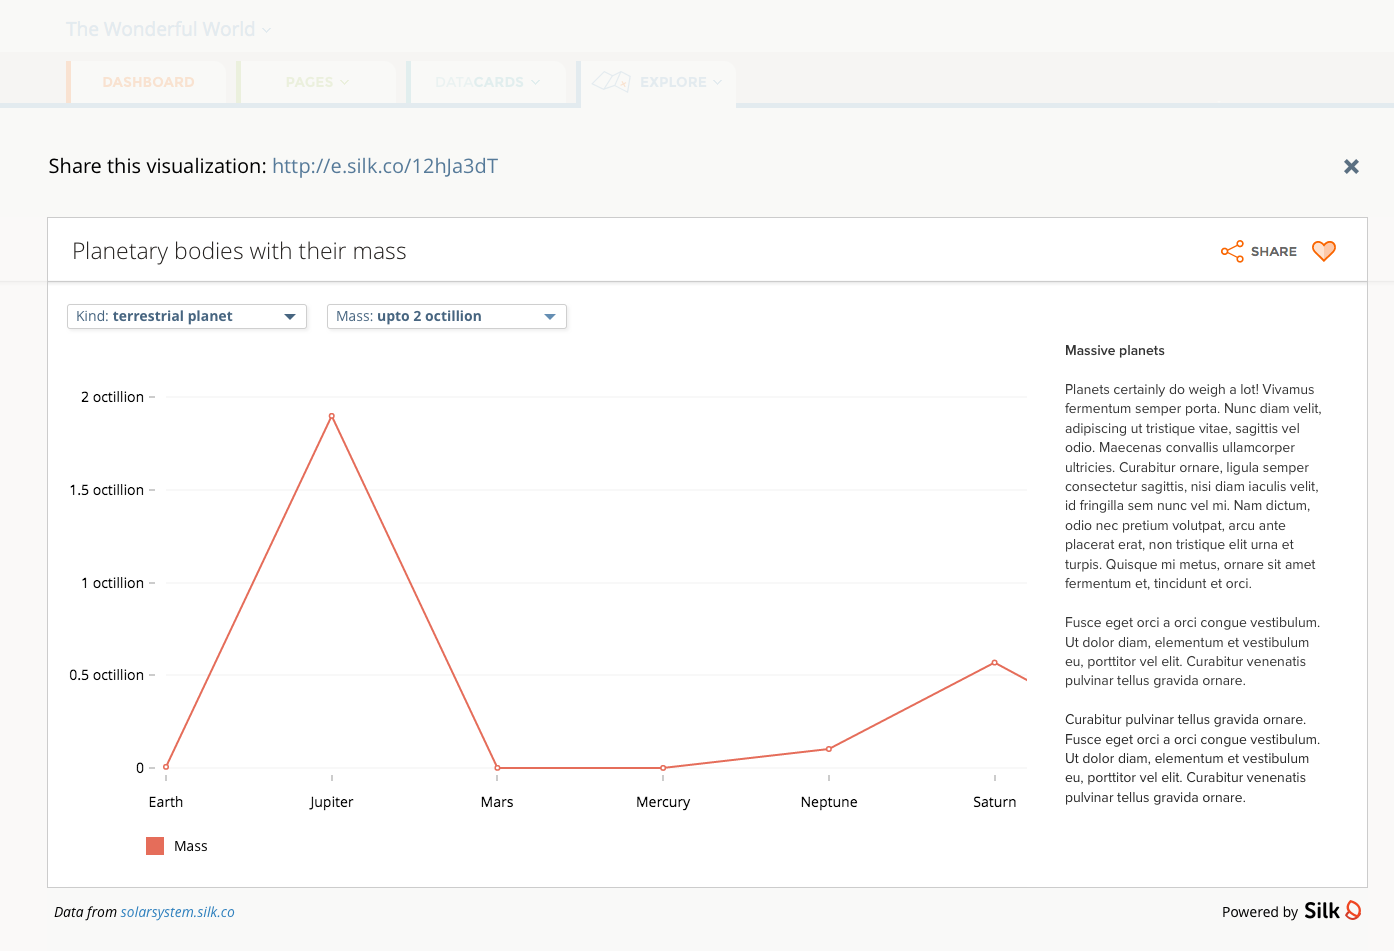 The Wonderful World
DASHBOARD
PAGES
DATACARDS
EXPLORE
Share this visualization: http://e.silk.co/12hJa3dT
Planetary bodies with their mass
SHARE
Kind: terrestrial planet
Mass: upto 2 octillion
2 octillion
1.5 octillion
1 octillion
0.5 octillion
0
Earth
Jupiter
Mars
Mercury
Neptune
Saturn
Mass
Massive planets
Planets certainly do weigh a lot! Vivamus
fermentum semper porta. Nunc diam velit,
adipiscing ut tristique vitae, sagittis vel
odio. Maecenas convallis ullamcorper
ultricies. Curabitur ornare, ligula semper
consectetur sagittis, nisi diam iaculis velit,
id fringilla sem nunc vel mi. Nam dictum,
odio nec pretium volutpat, arcu ante
placerat erat, non tristique elit urna et
turpis. Quisque mi metus, ornare sit amet
fermentum et, tincidunt et orci.
Fusce eget orci a orci congue vestibulum.
Ut dolor diam, elementum et vestibulum
eu, porttitor vel elit. Curabitur venenatis
pulvinar tellus gravida ornare.
Curabitur pulvinar tellus gravida ornare.
Fusce eget orci a orci congue vestibulum.
Ut dolor diam, elementum et vestibulum
eu, porttitor vel elit. Curabitur venenatis
pulvinar tellus gravida ornare.
Data from solarsystem.silk.co
Powered by Silk